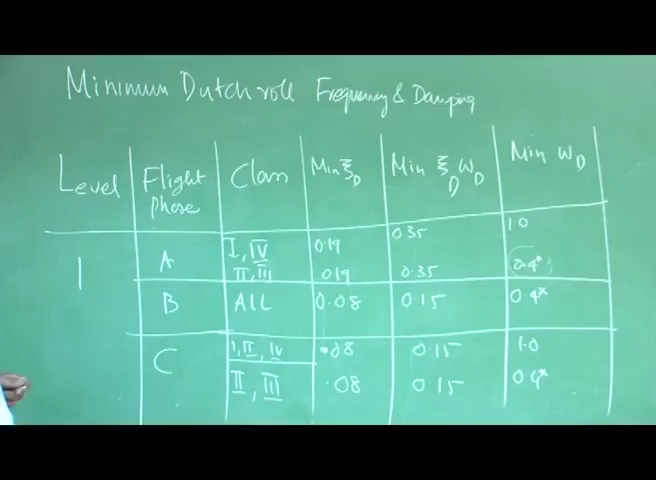 Minimum Dutch roll Frequency & Damping
Level Flight Phase Class Min ξD Min ξD ωD Min ωD
1 A I, IV 0.19 0.35 1.0
II, III 0.19 0.35 0.4*
B ALL 0.08 0.15 0.4*
C I, II, IV .08 0.15 1.0
II, III .08 0.15 0.4*